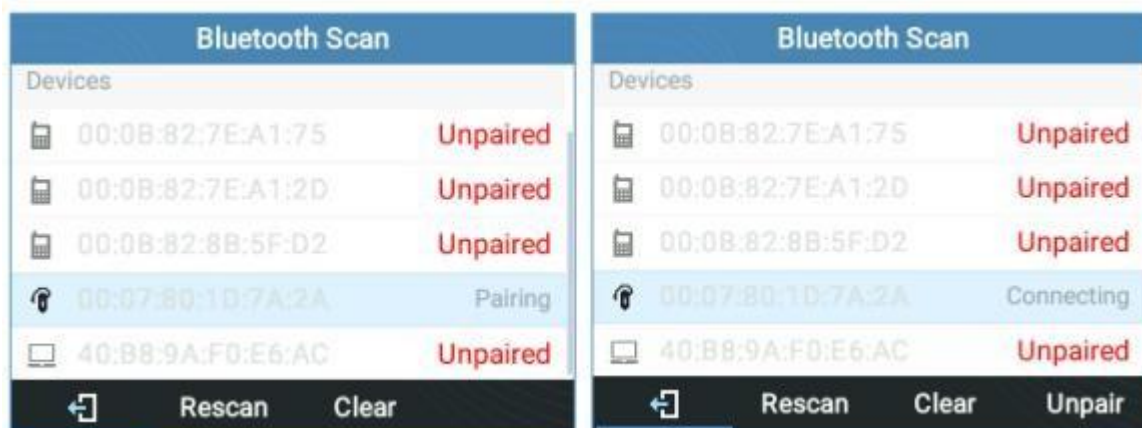 Bluetooth Scan
Devices
00:0B:82:7E:A1:75 Unpaired
00:0B:82:7E:A1:2D Unpaired
00:0B:82:8B:5F:D2 Unpaired
00:07:80:1D:7A:2A Pairing
40:B8:9A:F0:E6:AC Unpaired
Rescan Clear
Bluetooth Scan
Devices
00:0B:82:7E:A1:75 Unpaired
00:0B:82:7E:A1:2D Unpaired
00:0B:82:8B:5F:D2 Unpaired
00:07:80:1D:7A:2A Connecting
40:B8:9A:F0:E6:AC Unpaired
Rescan Clear Unpair